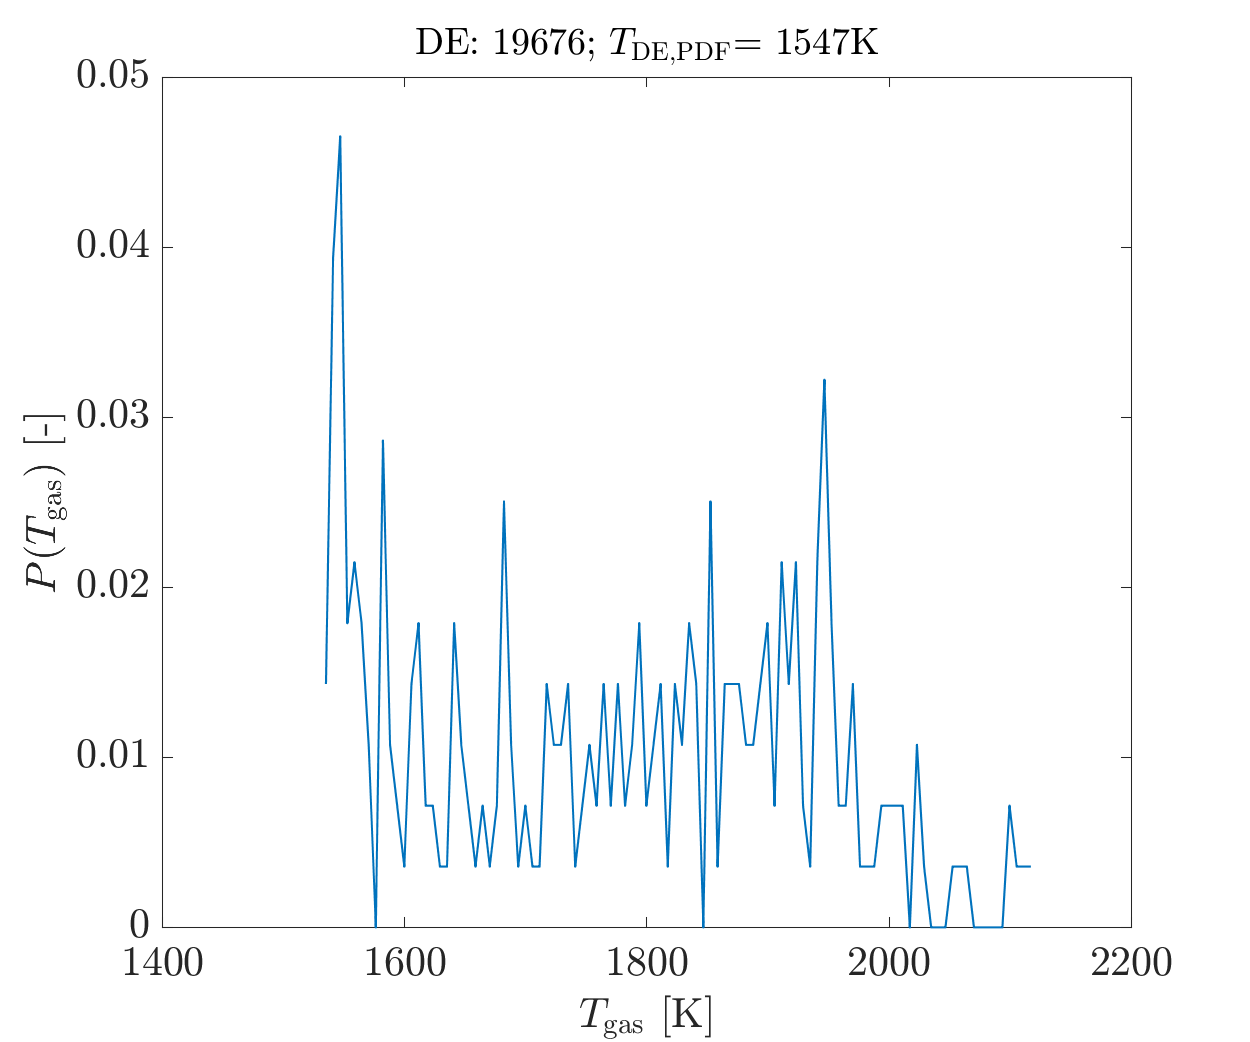 DE: 19676; T_DE,PDF= 1547K
0.05
0.04
0.03
0.02
0.01
0
P(T_gas) [-]
1400 1600 1800 2000 2200
T_gas [K]